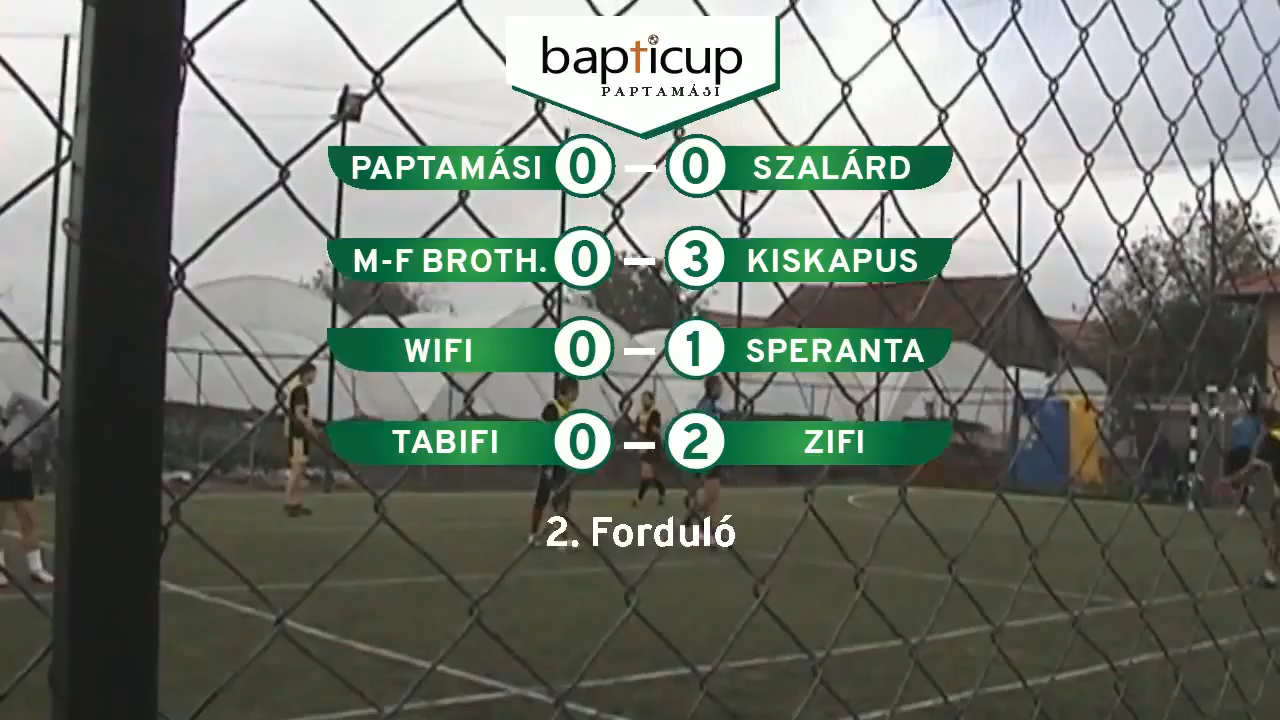 bapticup
PAPTAMÁSI
PAPTAMÁSI 0 – 0 SZALÁRD
M-F BROTH. 0 – 3 KISKAPUS
WIFI 0 – 1 SPERANTA
TABIFI 0 – 2 ZIFI
2. Forduló